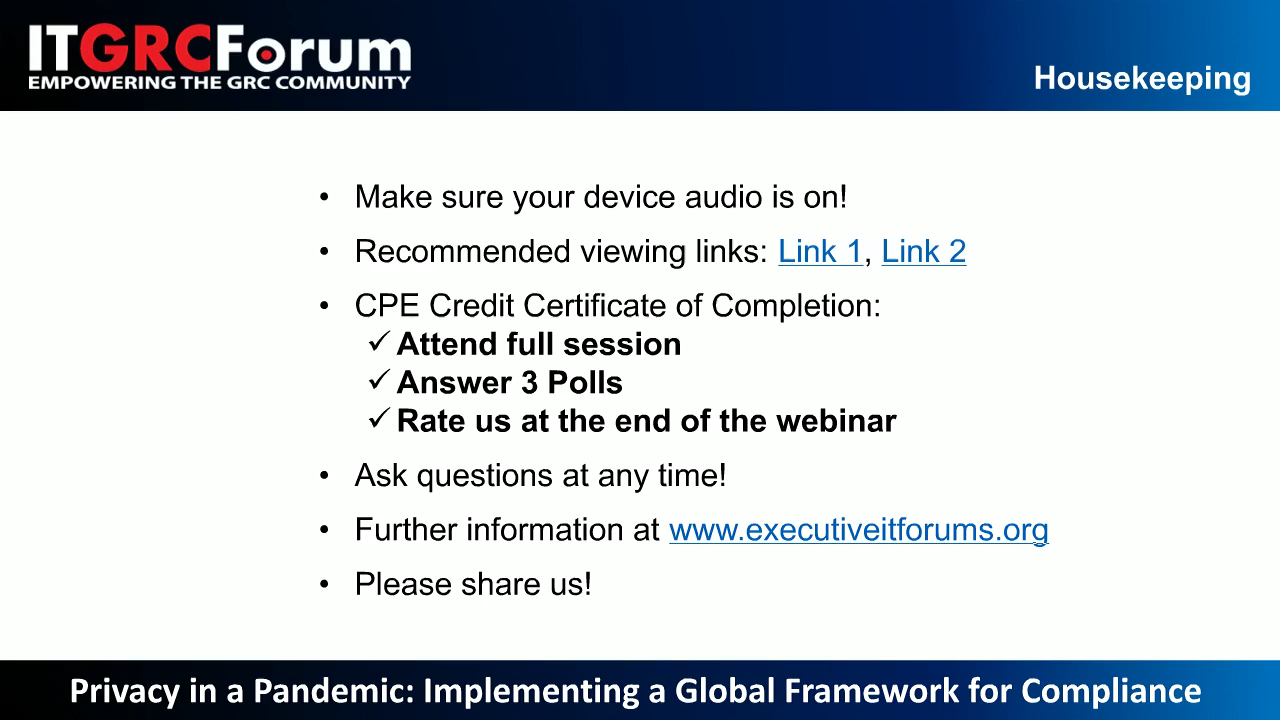 ITGRCForum
EMPOWERING THE GRC COMMUNITY
Housekeeping
• Make sure your device audio is on!
• Recommended viewing links: Link 1, Link 2
• CPE Credit Certificate of Completion:
✓ Attend full session
✓ Answer 3 Polls
✓ Rate us at the end of the webinar
• Ask questions at any time!
• Further information at www.executiveitforums.org
• Please share us!
Privacy in a Pandemic: Implementing a Global Framework for Compliance